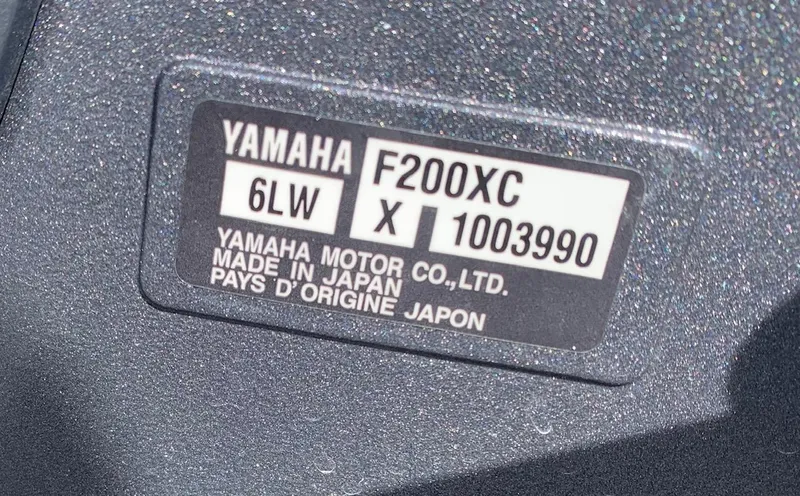 YAMAHA F200XC
6LW X 1003990
YAMAHA MOTOR CO.,LTD.
MADE IN JAPAN
PAYS D'ORIGINE JAPON